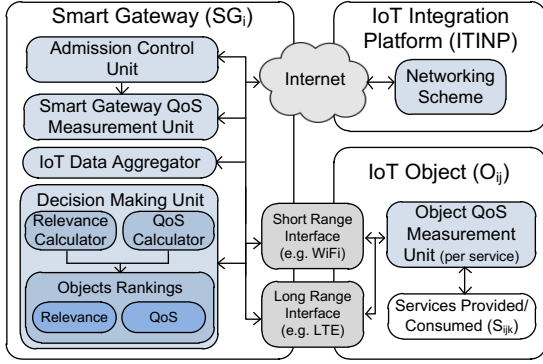 Smart Gateway (SGi)
Admission Control
Unit
Smart Gateway QoS
Measurement Unit
IoT Data Aggregator
Decision Making Unit
Relevance
Calculator
QoS
Calculator
Objects Rankings
Relevance
QoS
Internet
Short Range
Interface
(e.g. WiFi)
Long Range
Interface
(e.g. LTE)
IoT Integration
Platform (ITINP)
Networking
Scheme
IoT Object (Oij)
Object QoS
Measurement
Unit (per service)
Services Provided/
Consumed (Sijk)